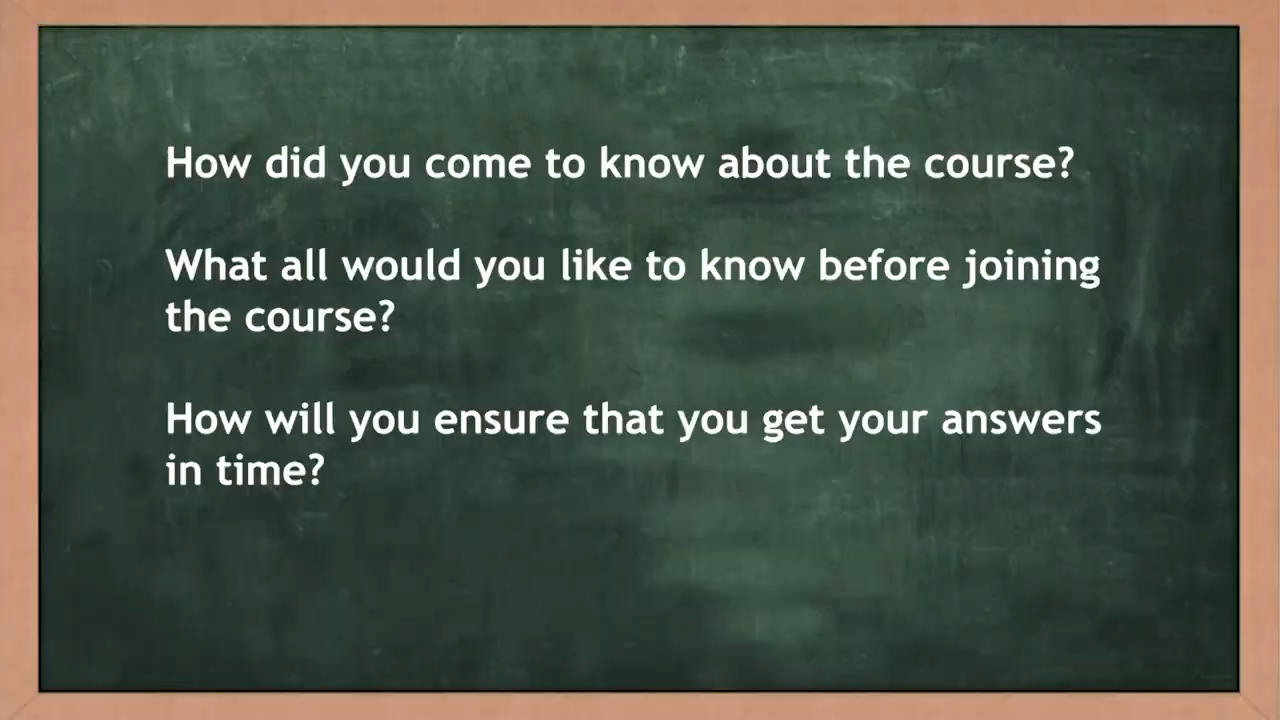 How did you come to know about the course?
What all would you like to know before joining
the course?
How will you ensure that you get your answers
in time?